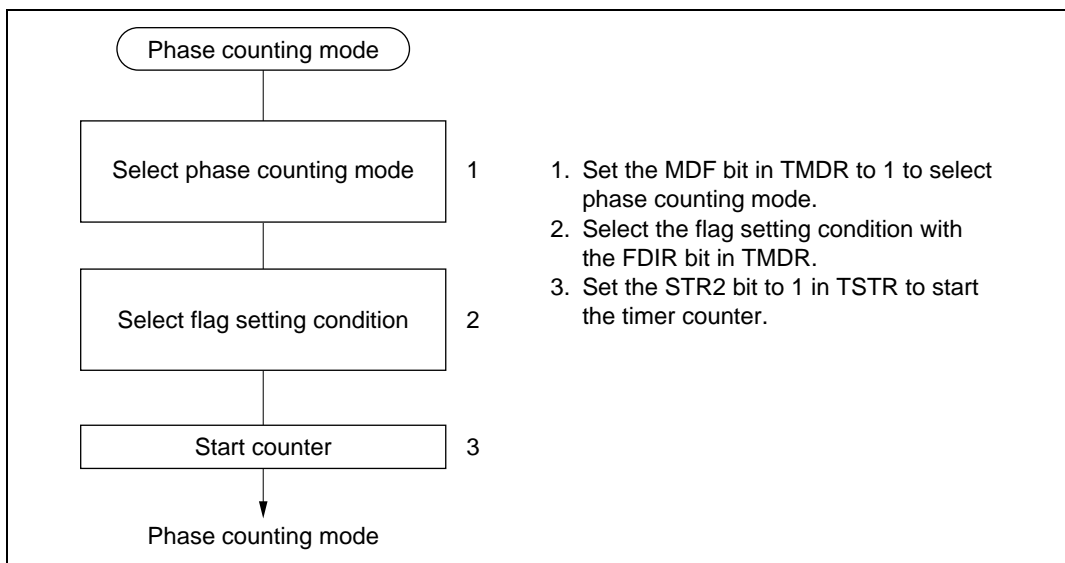 Phase counting mode
Select phase counting mode 1
Select flag setting condition 2
Start counter 3
Phase counting mode
1. Set the MDF bit in TMDR to 1 to select
phase counting mode.
2. Select the flag setting condition with
the FDIR bit in TMDR.
3. Set the STR2 bit to 1 in TSTR to start
the timer counter.